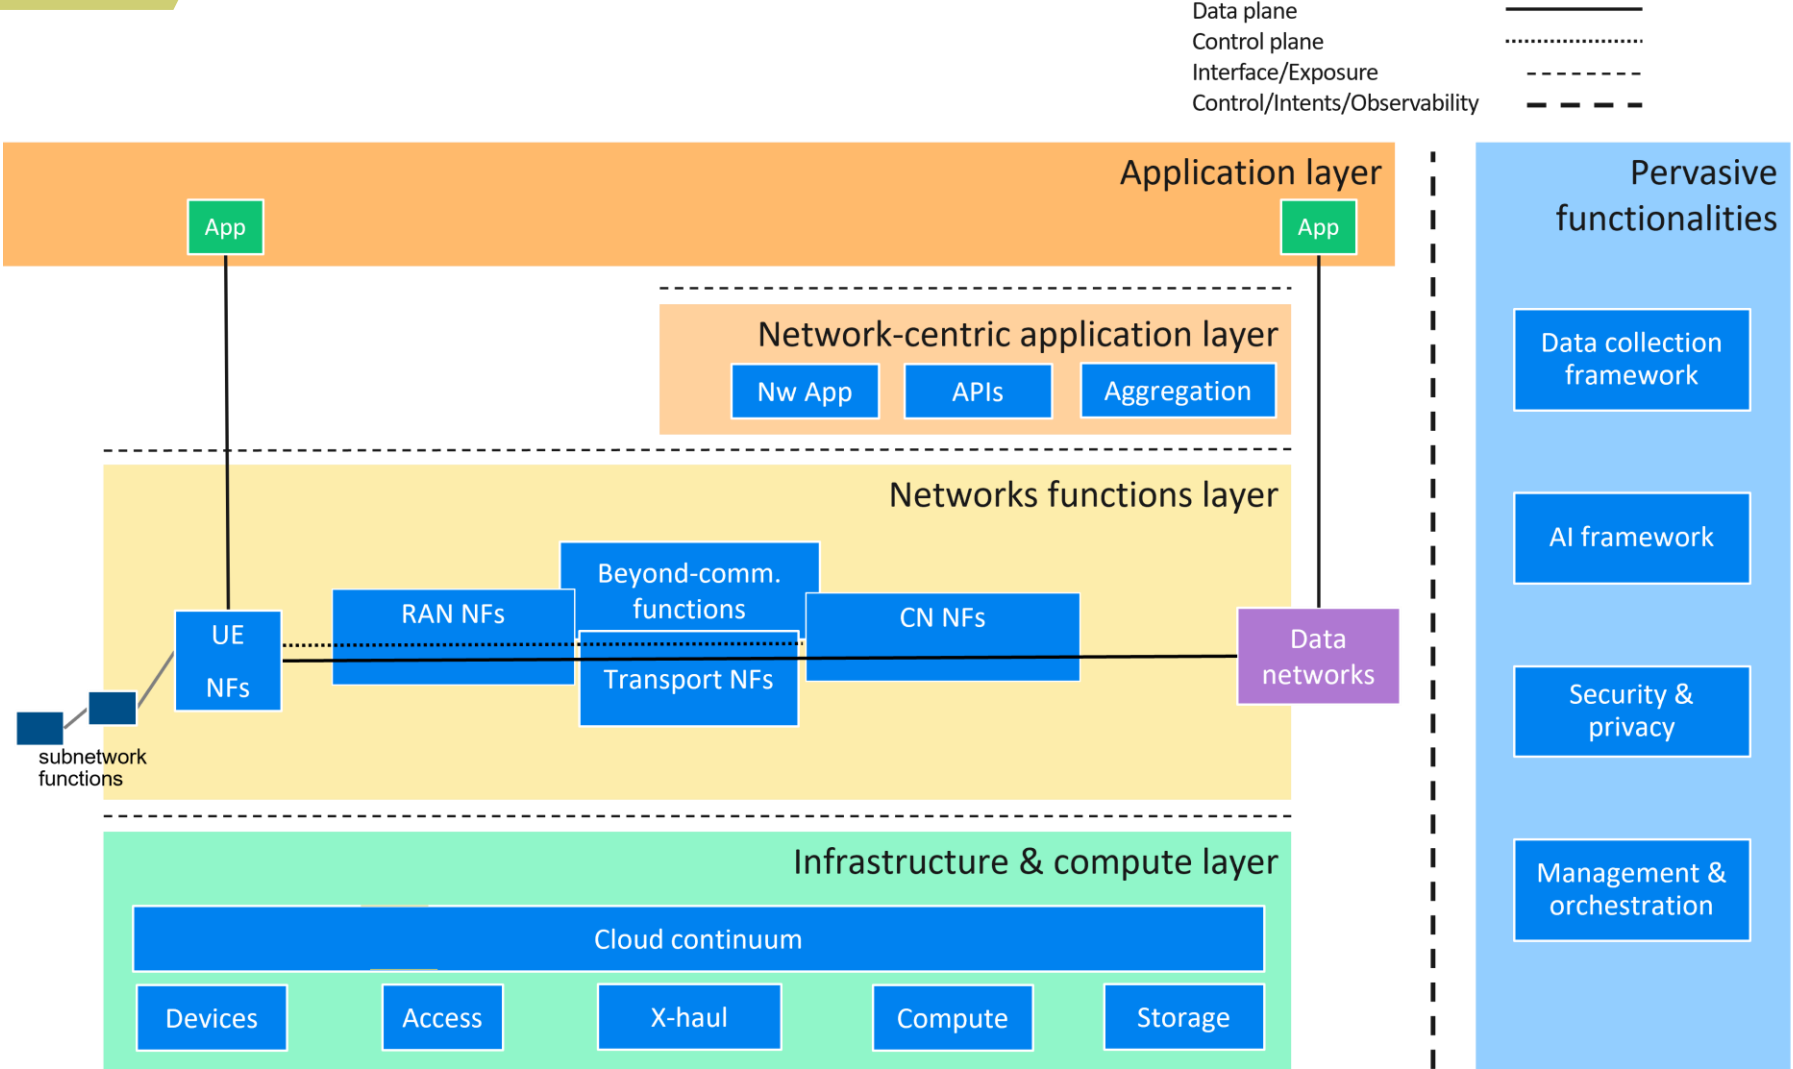 Data plane
Control plane
Interface/Exposure
Control/Intents/Observability
Application layer
App
App
Pervasive
functionalities
Network-centric application layer
Nw App
APIs
Aggregation
Data collection
framework
Networks functions layer
AI framework
Beyond-comm.
functions
RAN NFs
CN NFs
UE
NFs
Transport NFs
Data
networks
Security &
privacy
subnetwork
functions
Infrastructure & compute layer
Management &
orchestration
Cloud continuum
Devices
Access
X-haul
Compute
Storage